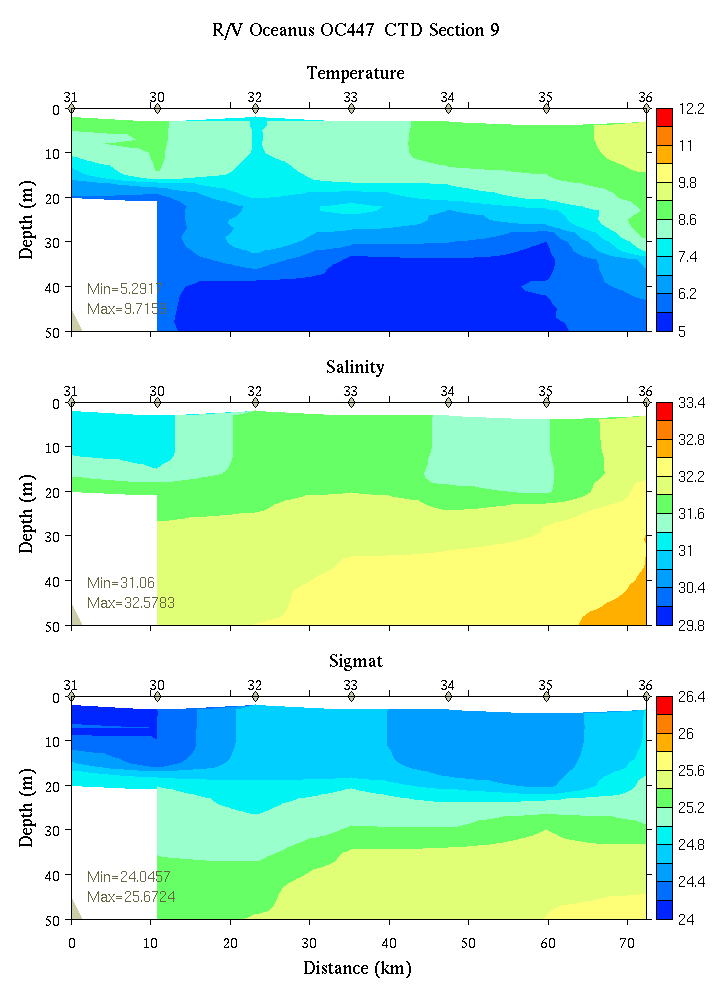 R/V Oceanus OC447 CTD Section 9
Temperature
31 30 32 33 34 35 36
0 10 20 30 40 50
Depth (m)
Min=5.2917
Max=9.715
12.2 11 9.8 8.6 7.4 6.2 5
Salinity
31 30 32 33 34 35 36
0 10 20 30 40 50
Depth (m)
Min=31.06
Max=32.5783
33.4 32.8 32.2 31.6 31 30.4 29.8
Sigmat
31 30 32 33 34 35 36
0 10 20 30 40 50
Depth (m)
Min=24.0457
Max=25.6724
26.4 26 25.6 25.2 24.8 24.4 24
0 10 20 30 40 50 60 70
Distance (km)